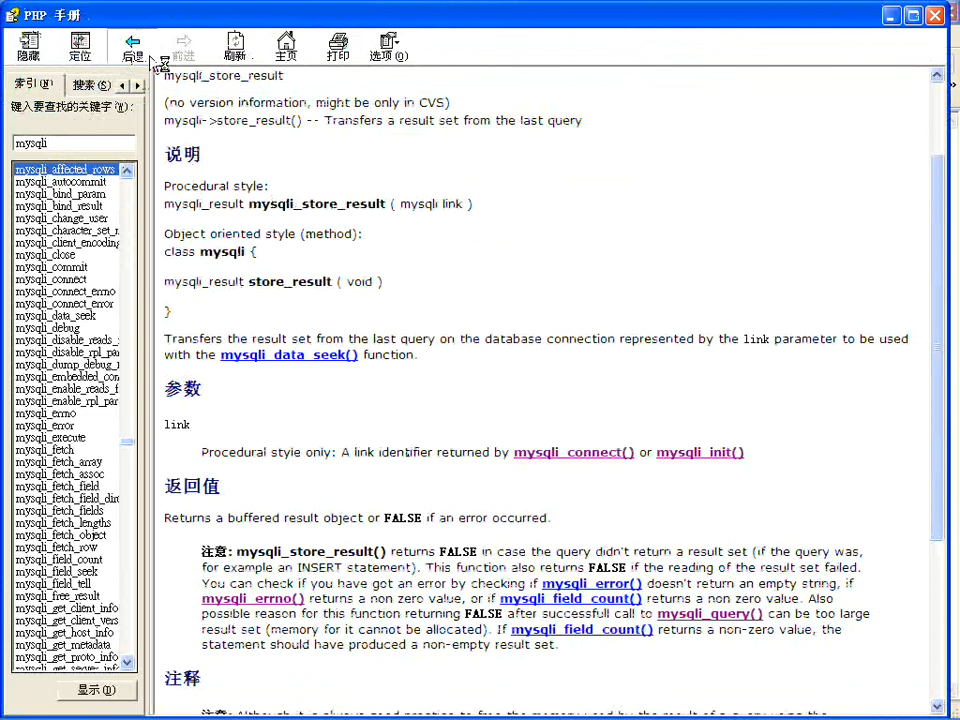 PHP 手册
隐藏
定位
后退
前进
刷新
主页
打印
选项(O)
索引(N)
搜索(S)
键入要查找的关键字(W):
mysqli
mysqli_affected_rows
mysqli_autocommit
mysqli_bind_param
mysqli_bind_result
mysqli_change_user
mysqli_character_set_n
mysqli_client_encoding
mysqli_close
mysqli_commit
mysqli_connect
mysqli_connect_errno
mysqli_connect_error
mysqli_data_seek
mysqli_debug
mysqli_disable_reads_
mysqli_disable_rpl_pa
mysqli_dump_debug_
mysqli_embedded_con
mysqli_enable_reads_f
mysqli_enable_rpl_par
mysqli_errno
mysqli_error
mysqli_execute
mysqli_fetch
mysqli_fetch_array
mysqli_fetch_assoc
mysqli_fetch_field
mysqli_fetch_field_dire
mysqli_fetch_fields
mysqli_fetch_lengths
mysqli_fetch_object
mysqli_fetch_row
mysqli_field_count
mysqli_field_seek
mysqli_field_tell
mysqli_free_result
mysqli_get_client_info
mysqli_get_client_vers
mysqli_get_host_info
mysqli_get_metadata
mysqli_get_proto_info
mysqli_get_server_info
显示(D)
mysqli_store_result
(no version information, might be only in CVS)
mysqli->store_result() -- Transfers a result set from the last query
说明
Procedural style:
mysqli_result mysqli_store_result ( mysqli link )
Object oriented style (method):
class mysqli {
mysqli_result store_result ( void )
}
Transfers the result set from the last query on the database connection represented by the link parameter to be used
with the mysqli_data_seek() function.
参数
link
Procedural style only: A link identifier returned by mysqli_connect() or mysqli_init()
返回值
Returns a buffered result object or FALSE if an error occurred.
注意: mysqli_store_result() returns FALSE in case the query didn't return a result set (if the query was,
for example an INSERT statement). This function also returns FALSE if the reading of the result set failed.
You can check if you have got an error by checking if mysqli_error() doesn't return an empty string, if
mysqli_errno() returns a non zero value, or if mysqli_field_count() returns a non zero value. Also
possible reason for this function returning FALSE after successful call to mysqli_query() can be too large
result set (memory for it cannot be allocated). If mysqli_field_count() returns a non-zero value, the
statement should have produced a non-empty result set.
注释